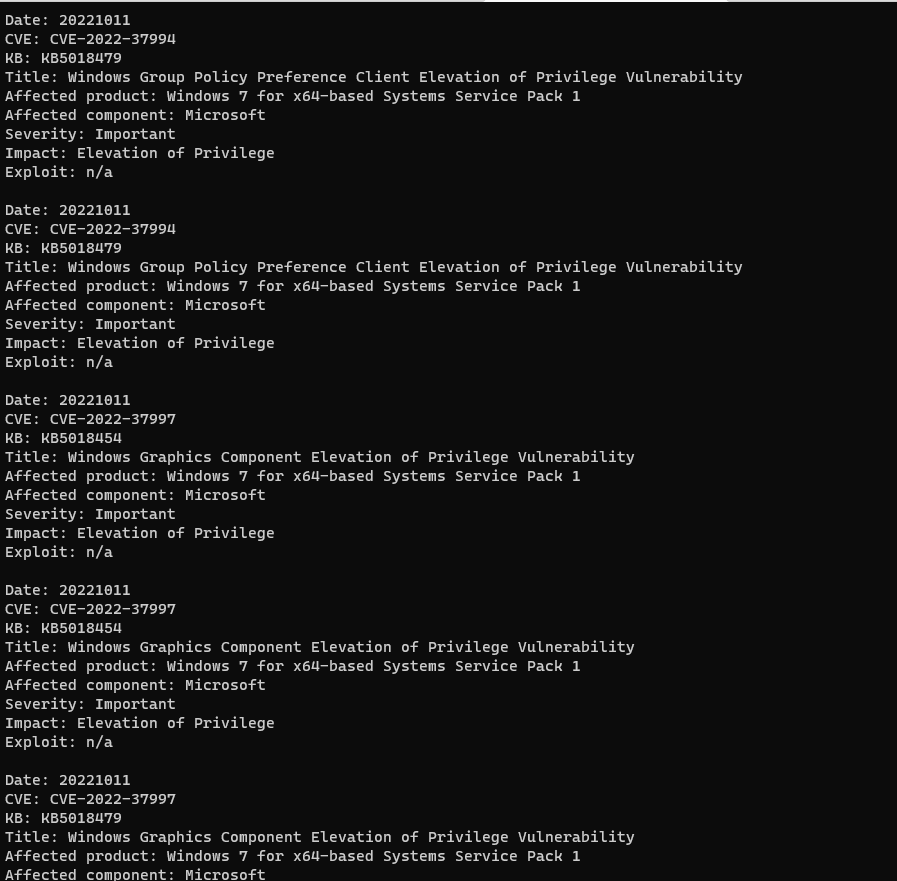 Date: 20221011
CVE: CVE-2022-37994
KB: KB5018479
Title: Windows Group Policy Preference Client Elevation of Privilege Vulnerability
Affected product: Windows 7 for x64-based Systems Service Pack 1
Affected component: Microsoft
Severity: Important
Impact: Elevation of Privilege
Exploit: n/a

Date: 20221011
CVE: CVE-2022-37994
KB: KB5018479
Title: Windows Group Policy Preference Client Elevation of Privilege Vulnerability
Affected product: Windows 7 for x64-based Systems Service Pack 1
Affected component: Microsoft
Severity: Important
Impact: Elevation of Privilege
Exploit: n/a

Date: 20221011
CVE: CVE-2022-37997
KB: KB5018454
Title: Windows Graphics Component Elevation of Privilege Vulnerability
Affected product: Windows 7 for x64-based Systems Service Pack 1
Affected component: Microsoft
Severity: Important
Impact: Elevation of Privilege
Exploit: n/a

Date: 20221011
CVE: CVE-2022-37997
KB: KB5018454
Title: Windows Graphics Component Elevation of Privilege Vulnerability
Affected product: Windows 7 for x64-based Systems Service Pack 1
Affected component: Microsoft
Severity: Important
Impact: Elevation of Privilege
Exploit: n/a

Date: 20221011
CVE: CVE-2022-37997
KB: KB5018479
Title: Windows Graphics Component Elevation of Privilege Vulnerability
Affected product: Windows 7 for x64-based Systems Service Pack 1
Affected component: Microsoft